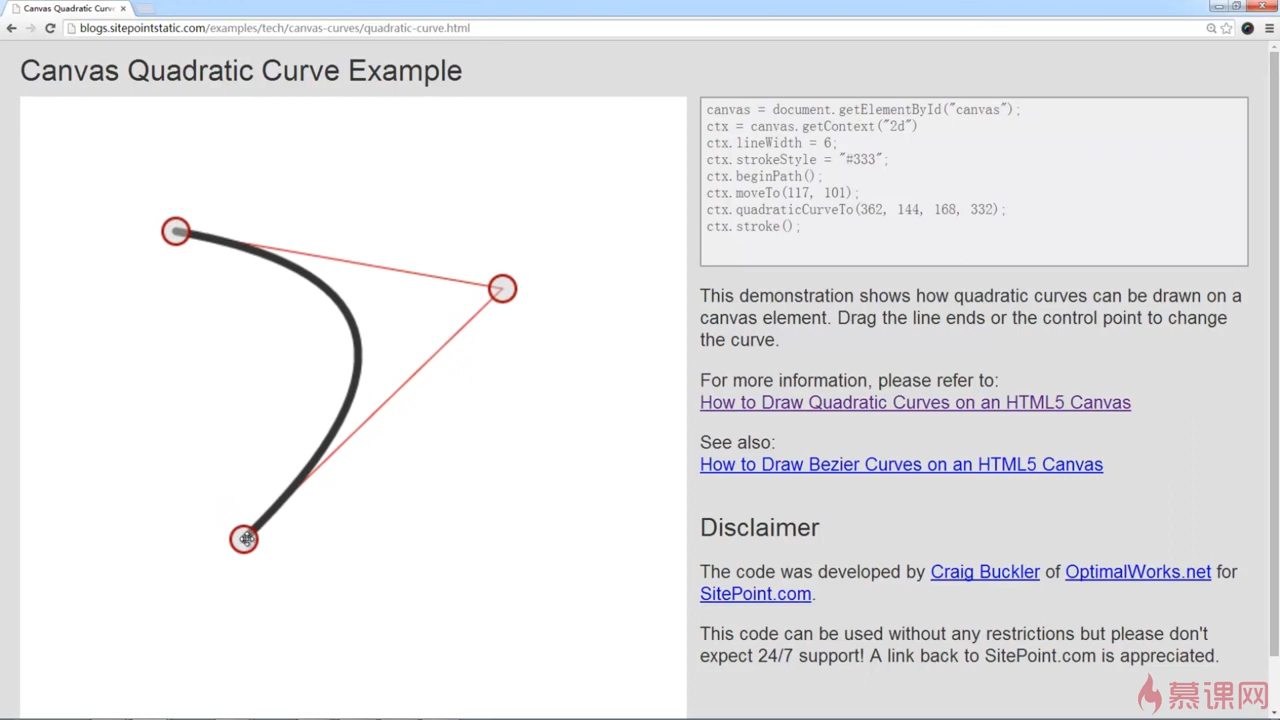 Canvas Quadratic Curv
blogs.sitepointstatic.com/examples/tech/canvas-curves/quadratic-curve.html
Canvas Quadratic Curve Example
canvas = document.getElementById("canvas");
ctx = canvas.getContext("2d")
ctx.lineWidth = 6;
ctx.strokeStyle = "#333";
ctx.beginPath();
ctx.moveTo(117, 101);
ctx.quadraticCurveTo(362, 144, 168, 332);
ctx.stroke();
This demonstration shows how quadratic curves can be drawn on a
canvas element. Drag the line ends or the control point to change
the curve.
For more information, please refer to:
How to Draw Quadratic Curves on an HTML5 Canvas
See also:
How to Draw Bezier Curves on an HTML5 Canvas
Disclaimer
The code was developed by Craig Buckler of OptimalWorks.net for
SitePoint.com.
This code can be used without any restrictions but please don't
expect 24/7 support! A link back to SitePoint.com is appreciated.
慕课网